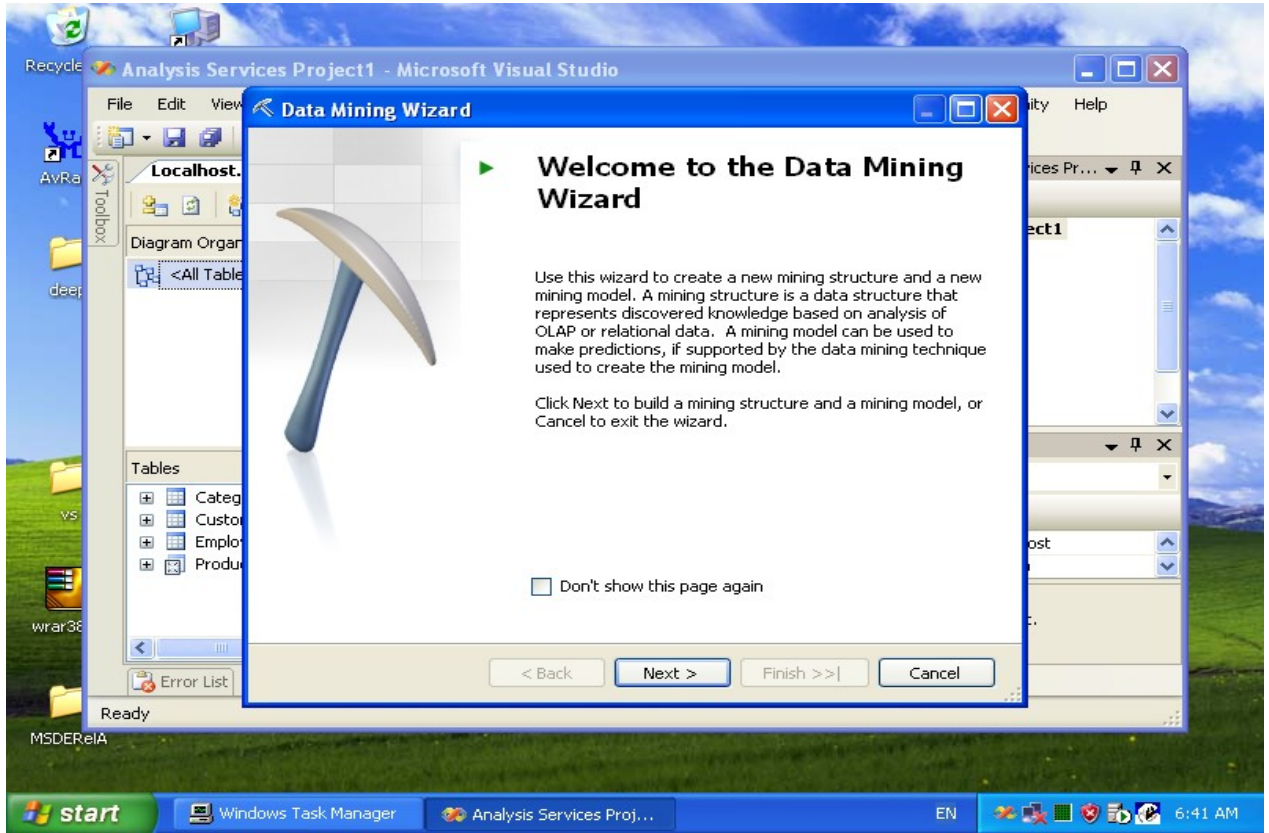 Recycle
Analysis Services Project1 - Microsoft Visual Studio
File Edit View
ity Help
Data Mining Wizard
AvRa
Toolbox
Localhost.
ices Pr...
Welcome to the Data Mining
Wizard
ect1
Diagram Organ
<All Table
deep
Use this wizard to create a new mining structure and a new
mining model. A mining structure is a data structure that
represents discovered knowledge based on analysis of
OLAP or relational data. A mining model can be used to
make predictions, if supported by the data mining technique
used to create the mining model.
Click Next to build a mining structure and a mining model, or
Cancel to exit the wizard.
Tables
Categ
Custo
Emplo
Produ
vs
ost
Don't show this page again
wrar38
t.
< Back Next > Finish >>| Cancel
Error List
Ready
MSDERelA
start
Windows Task Manager
Analysis Services Proj...
EN
6:41 AM